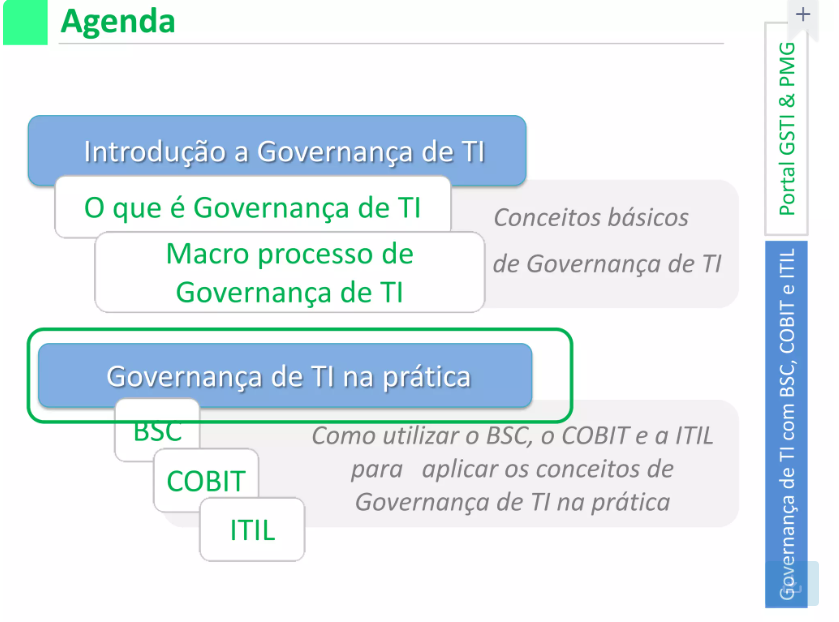 Agenda
Introdução a Governança de TI
O que é Governança de TI
Conceitos básicos
de Governança de TI
Macro processo de
Governança de TI
Governança de TI na prática
BSC
COBIT
ITIL
Como utilizar o BSC, o COBIT e a ITIL
para aplicar os conceitos de
Governança de TI na prática
Portal GSTI & PMG
Governança de TI com BSC, COBIT e ITIL